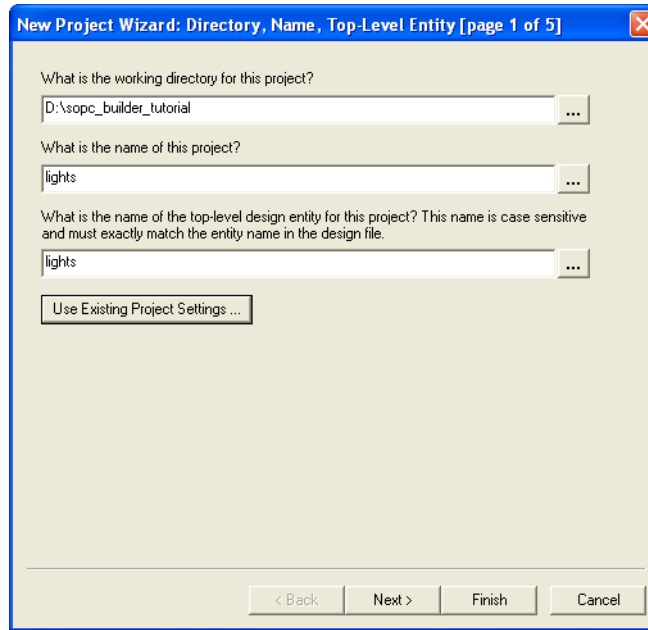 New Project Wizard: Directory, Name, Top-Level Entity [page 1 of 5]
What is the working directory for this project?
D:\sopc_builder_tutorial
...
What is the name of this project?
lights
...
What is the name of the top-level design entity for this project? This name is case sensitive
and must exactly match the entity name in the design file.
lights
...
Use Existing Project Settings ...
< Back
Next >
Finish
Cancel